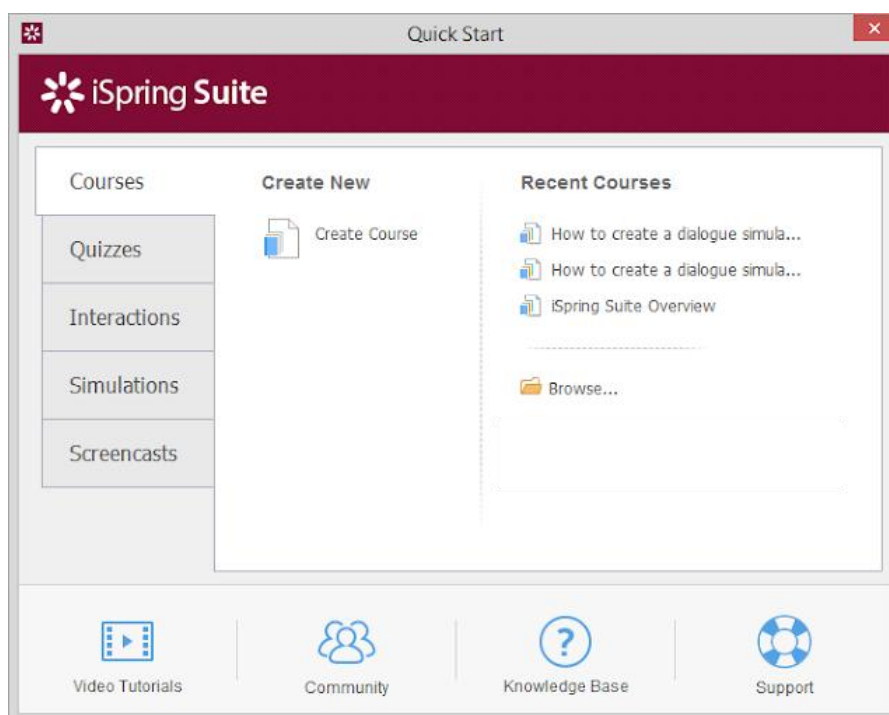 Quick Start
iSpring Suite
Courses
Quizzes
Interactions
Simulations
Screencasts
Create New
Create Course
Recent Courses
How to create a dialogue simula...
How to create a dialogue simula...
iSpring Suite Overview
Browse...
Video Tutorials
Community
Knowledge Base
Support